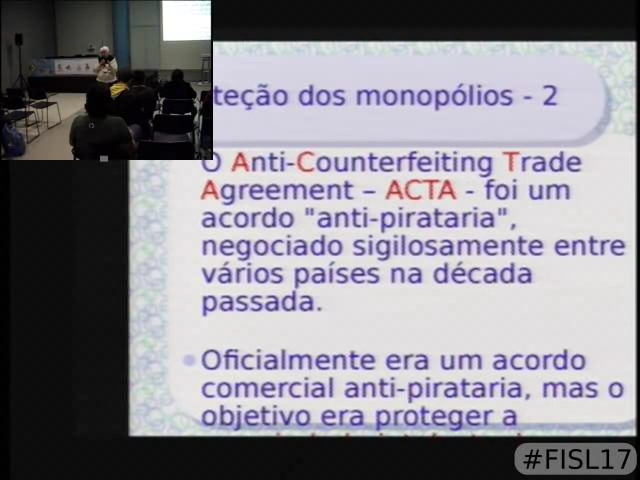 teção dos monopólios - 2
O Anti-Counterfeiting Trade
Agreement – ACTA - foi um
acordo "anti-pirataria",
negociado sigilosamente entre
vários países na década
passada.
Oficialmente era um acordo
comercial anti-pirataria, mas o
objetivo era proteger a
#FISL17